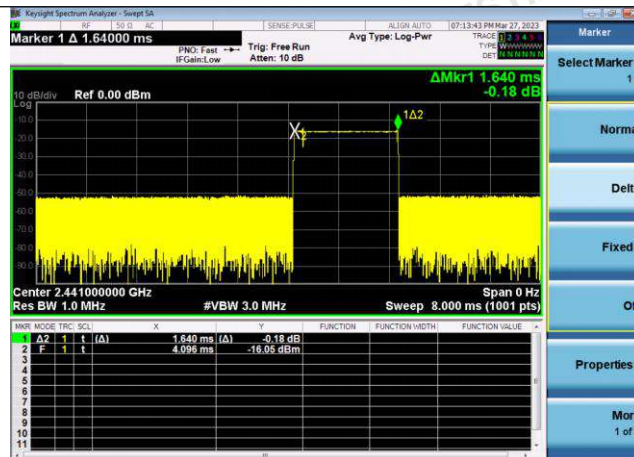 Keysight Spectrum Analyzer - Swept SA
RF 50 Ω AC SENSE:PULSE ALIGN AUTO 07:13:43 PM Mar 27, 2023
Marker 1 Δ 1.64000 ms
PNO: Fast
IFGain:Low
Trig: Free Run
Atten: 10 dB
Avg Type: Log-Pwr
TRACE 1 2 3 4 5 6
TYPE WWWWWW
DET N N N N N N
ΔMkr1 1.640 ms
-0.18 dB
10 dB/div Ref 0.00 dBm
Log
-10.0
-20.0
-30.0
-40.0
-50.0
-60.0
-70.0
-80.0
-90.0
1Δ2
Center 2.441000000 GHz
Res BW 1.0 MHz
#VBW 3.0 MHz
Span 0 Hz
Sweep 8.000 ms (1001 pts)
MKR MODE TRC SCL X Y FUNCTION FUNCTION WIDTH FUNCTION VALUE
1 Δ2 1 t (Δ) 1.640 ms (Δ) -0.18 dB
2 F 1 t 4.096 ms -16.05 dBm
3
4
5
6
7
8
9
10
11
Marker
Select Marker
1
Norma
Delt
Fixed
Of
Properties
Mor
1 of